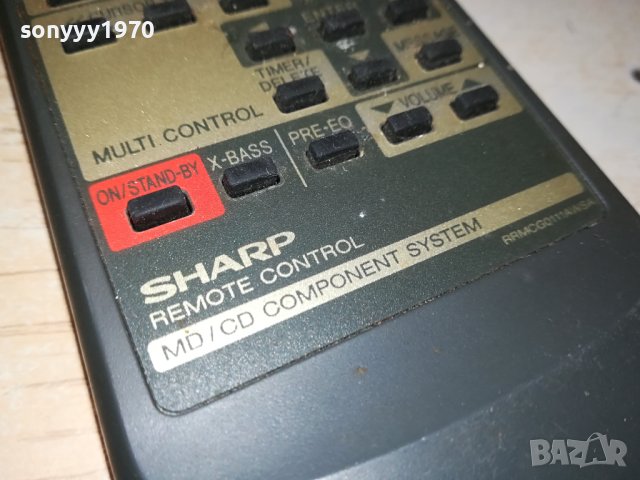 sonyyy1970
CURSOR
ENTER
MESSAGE
TIMER/
DELETE
VOLUME
MULTI CONTROL
PRE-EQ
X-BASS
ON/STAND-BY
SHARP
REMOTE CONTROL
MD/CD COMPONENT SYSTEM
BAZAR